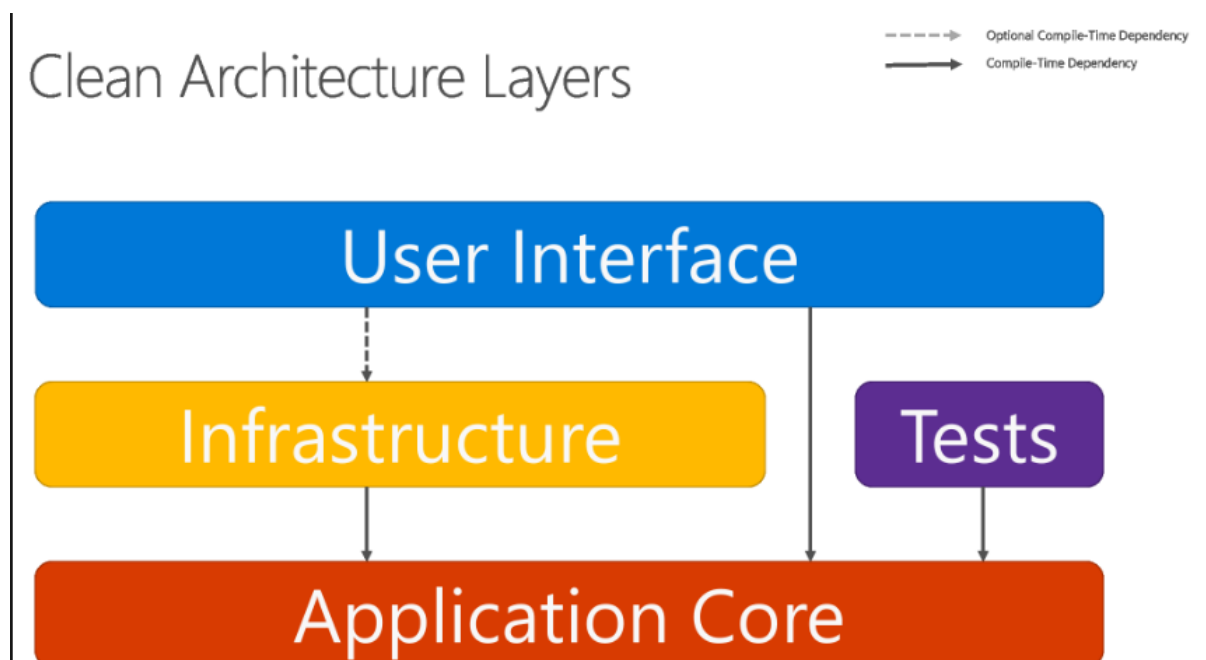 Optional Compile-Time Dependency
Compile-Time Dependency
Clean Architecture Layers
User Interface
Infrastructure
Tests
Application Core